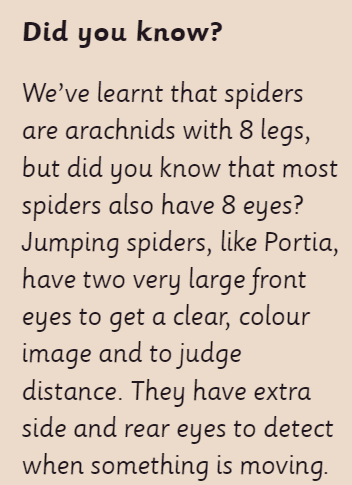 Did you know?
We’ve learnt that spiders
are arachnids with 8 legs,
but did you know that most
spiders also have 8 eyes?
Jumping spiders, like Portia,
have two very large front
eyes to get a clear, colour
image and to judge
distance. They have extra
side and rear eyes to detect
when something is moving.